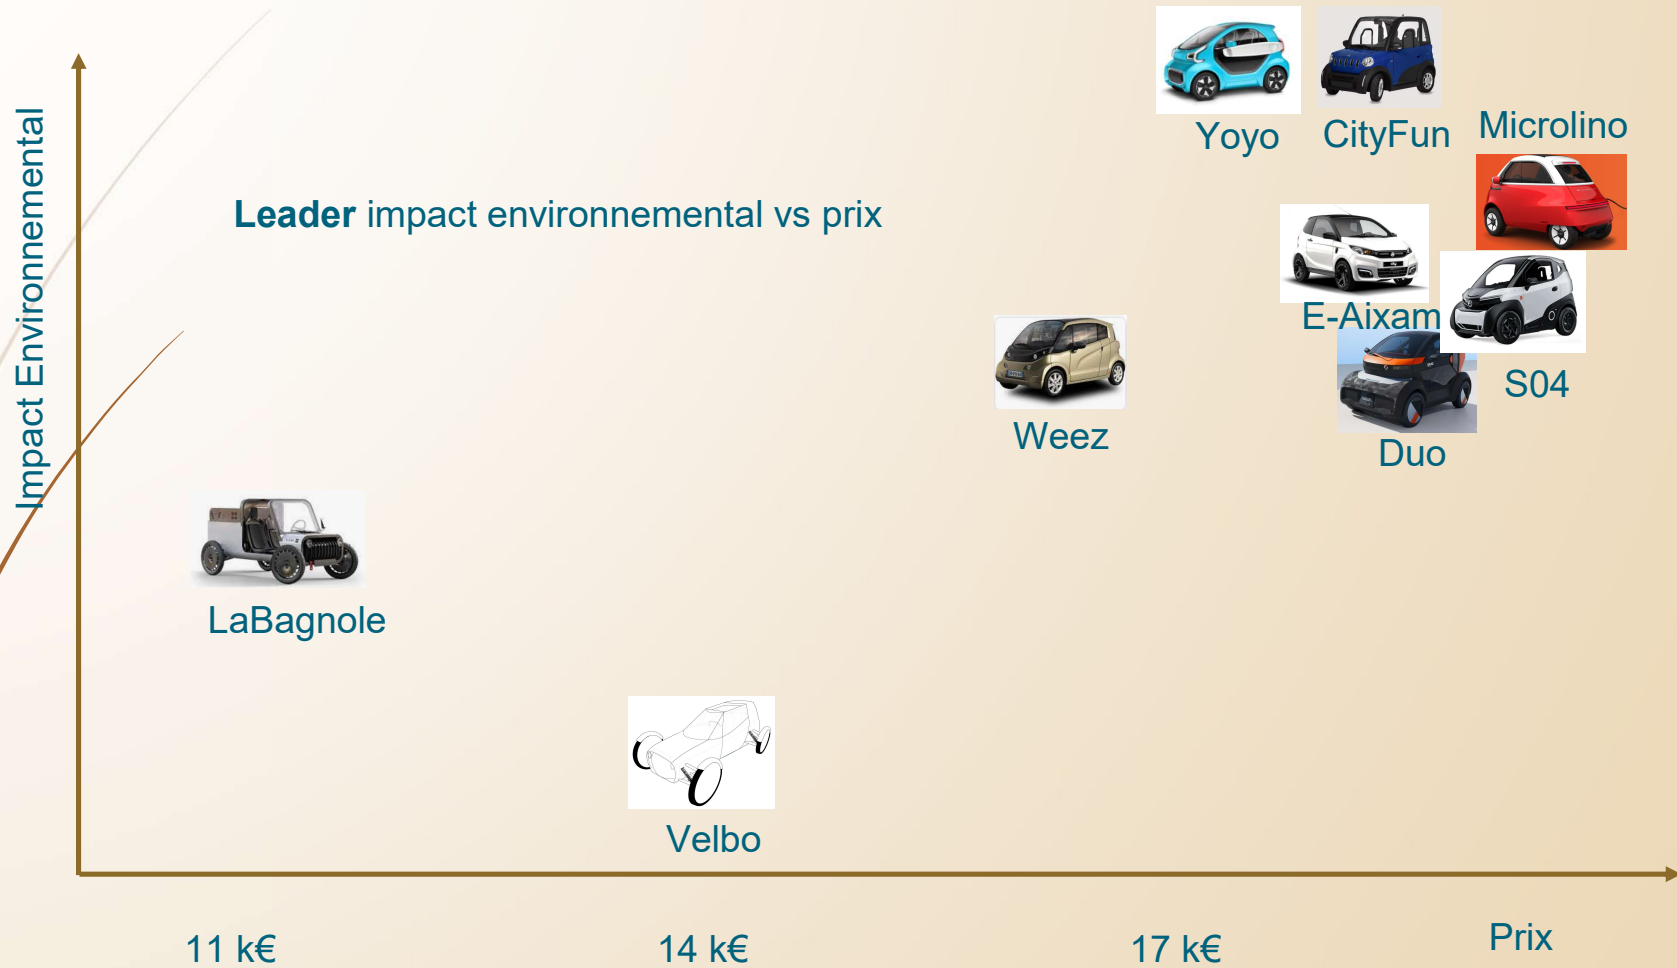 Impact Environnemental
Leader impact environnemental vs prix
Yoyo
CityFun
Microlino
E-Aixam
S04
Weez
Duo
LaBagnole
Velbo
11 k€
14 k€
17 k€
Prix